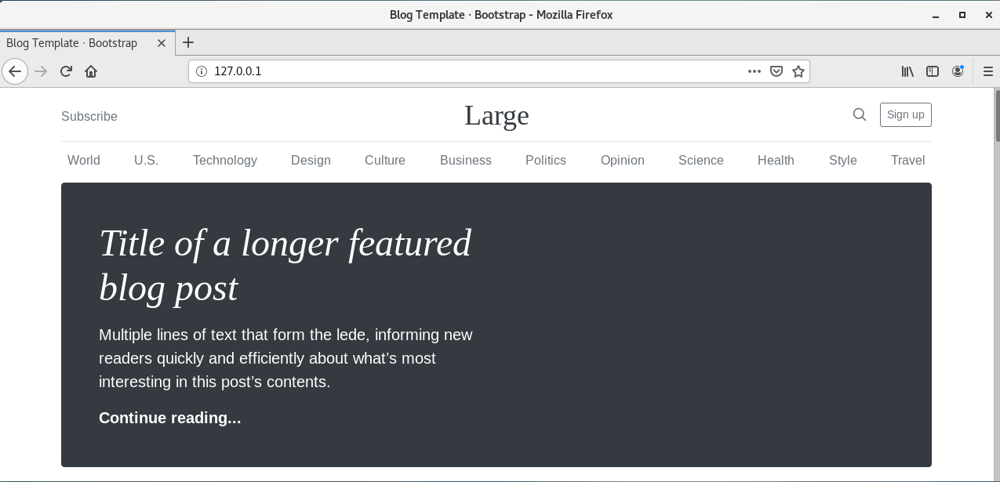 Blog Template · Bootstrap - Mozilla Firefox
Blog Template · Bootstrap
127.0.0.1
Subscribe Large Sign up
World U.S. Technology Design Culture Business Politics Opinion Science Health Style Travel
Title of a longer featured
blog post
Multiple lines of text that form the lede, informing new
readers quickly and efficiently about what’s most
interesting in this post’s contents.
Continue reading...